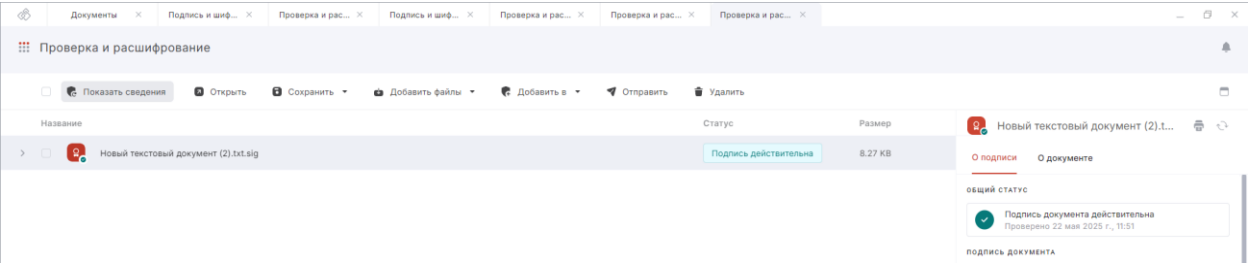 Документы Подпись и шиф... Проверка и рас... Подпись и шиф... Проверка и рас... Проверка и рас... Проверка и рас...
Проверка и расшифрование
Показать сведения Открыть Сохранить Добавить файлы Добавить в Отправить Удалить
Название Статус Размер
Новый текстовый документ (2).txt.sig Подпись действительна 8.27 KB
Новый текстовый документ (2).t...
О подписи О документе
ОБЩИЙ СТАТУС
Подпись документа действительна
Проверено 22 мая 2025 г., 11:51
ПОДПИСЬ ДОКУМЕНТА